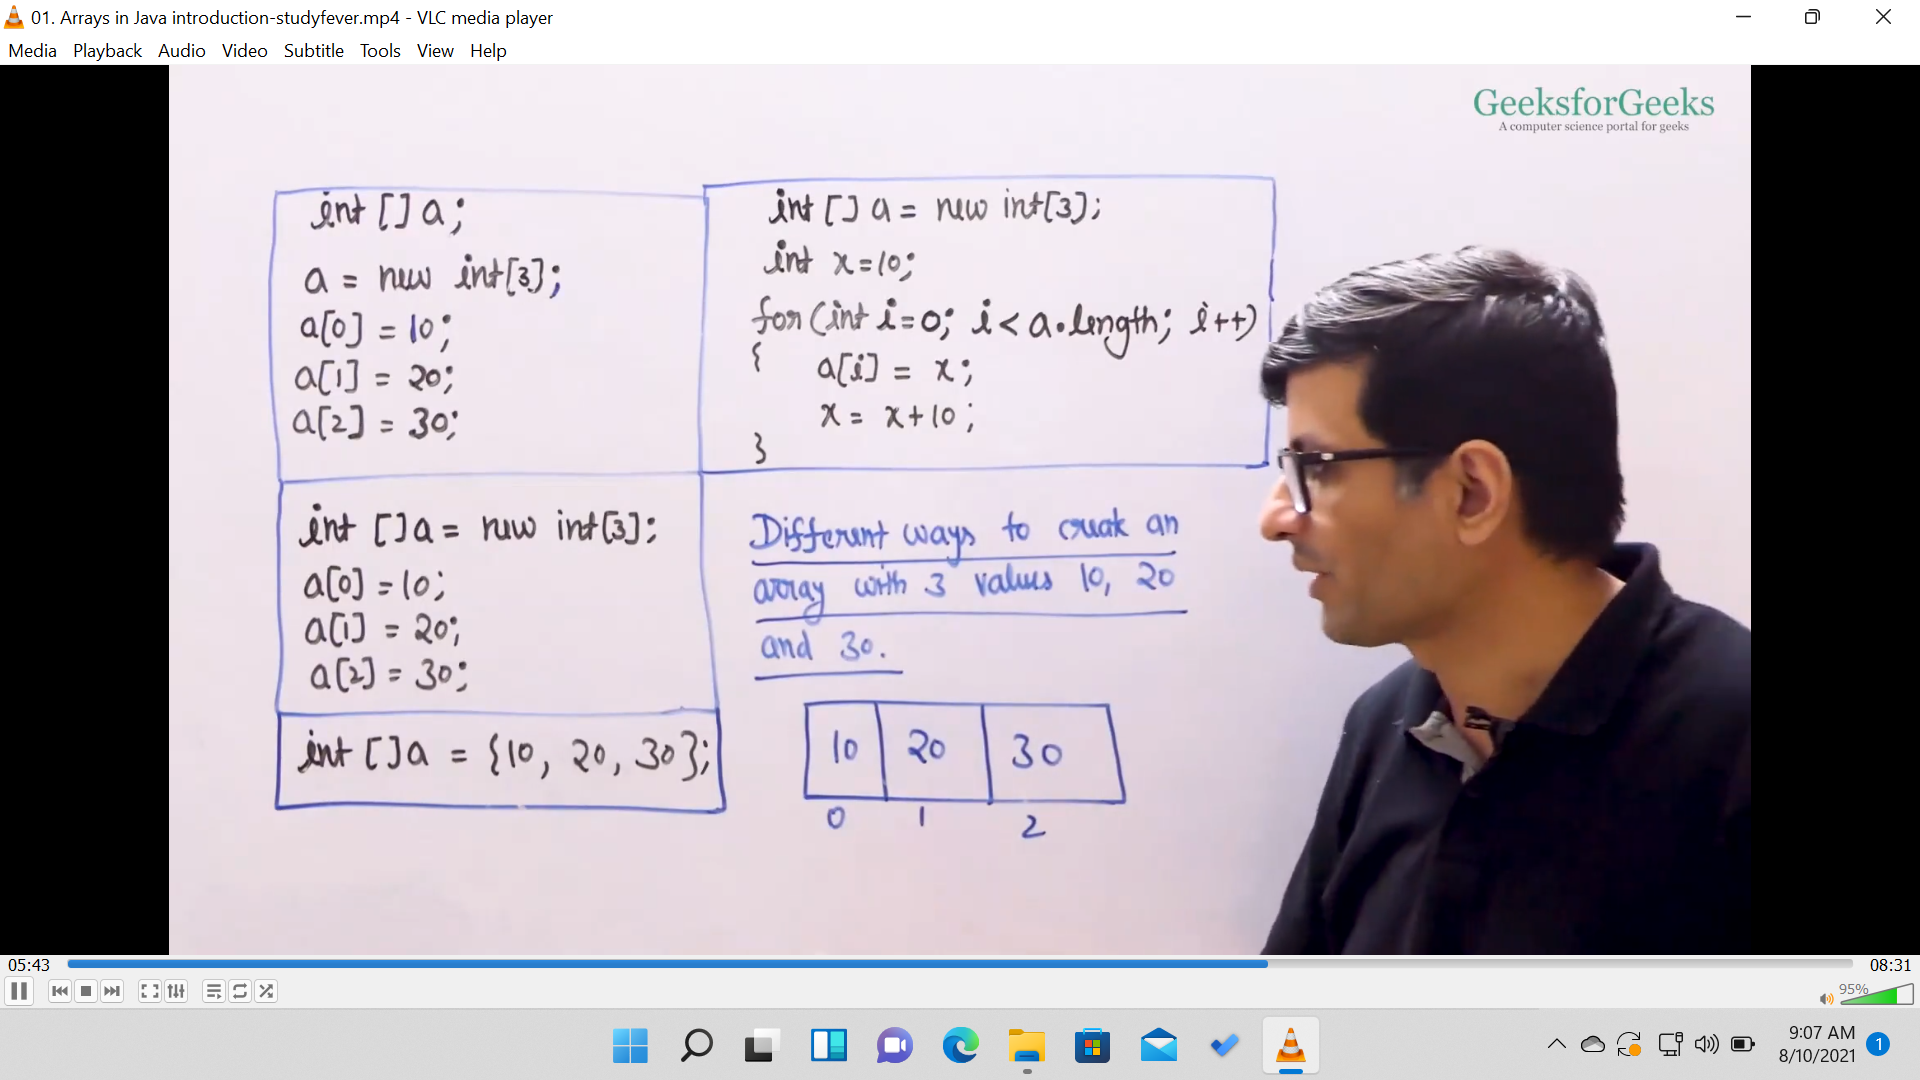 01. Arrays in Java introduction-studyfever.mp4 - VLC media player
Media Playback Audio Video Subtitle Tools View Help
GeeksforGeeks
A computer science portal for geeks
int [] a;
a = new int[3];
a[0] = 10;
a[1] = 20;
a[2] = 30;
int [] a = new int[3];
int x=10;
for(int i=0; i < a.length; i++)
{
a[i] = x;
x = x+10;
}
int [] a = new int[3];
a[0] = 10;
a[1] = 20;
a[2] = 30;
int [] a = {10, 20, 30};
Different ways to create an
array with 3 values 10, 20
and 30.
10 20 30
0 1 2
05:43
08:31
95%
9:07 AM
8/10/2021
1